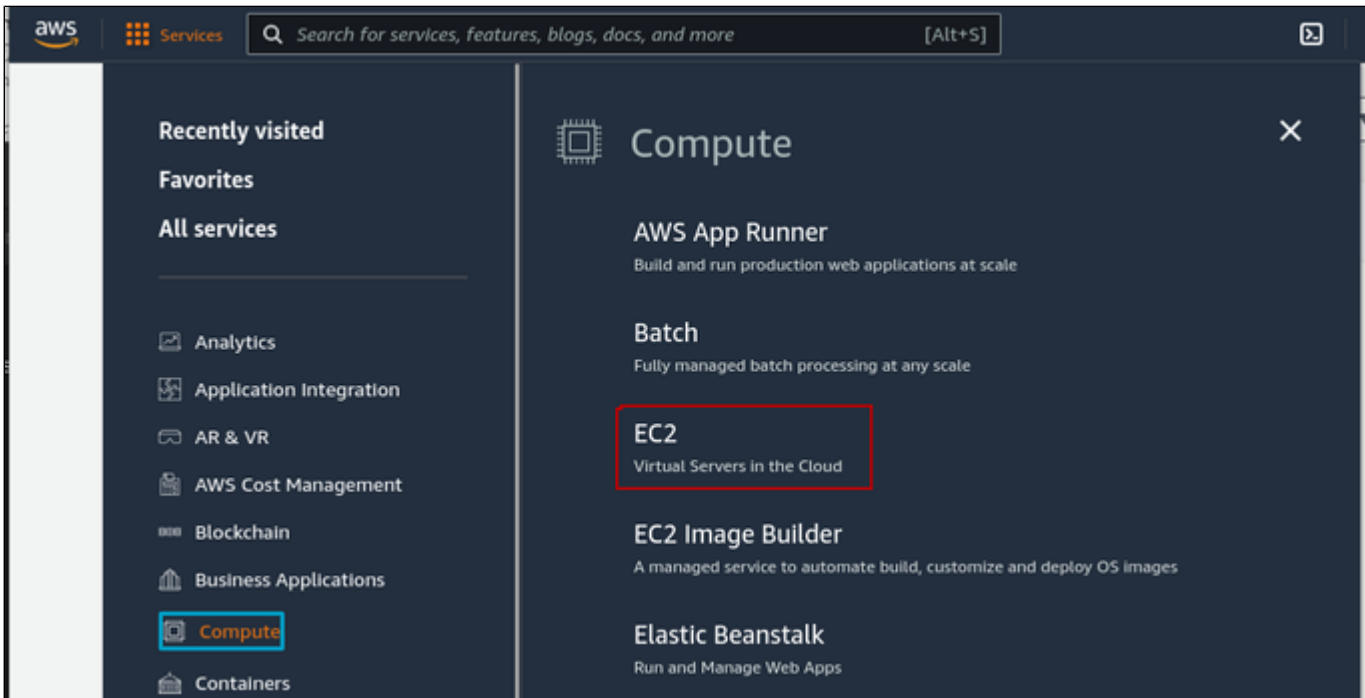 aws
Services
Search for services, features, blogs, docs, and more [Alt+S]
Recently visited
Favorites
All services
Analytics
Application Integration
AR & VR
AWS Cost Management
Blockchain
Business Applications
Compute
Containers
Compute
AWS App Runner
Build and run production web applications at scale
Batch
Fully managed batch processing at any scale
EC2
Virtual Servers in the Cloud
EC2 Image Builder
A managed service to automate build, customize and deploy OS images
Elastic Beanstalk
Run and Manage Web Apps